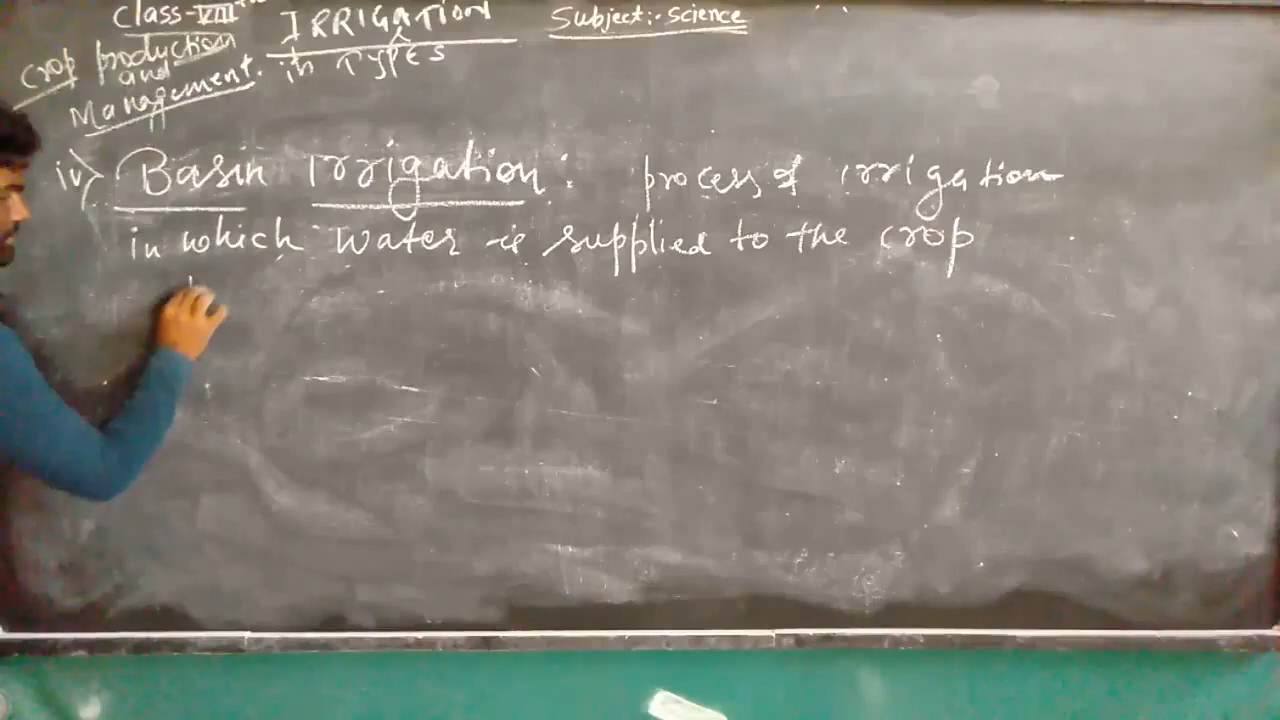 Class-VIII
Crop production
and
Management.
IRRIGATION
in TYPES
Subject:- Science
iv) Basin Irrigation: process of irrigation
in which water is supplied to the crop